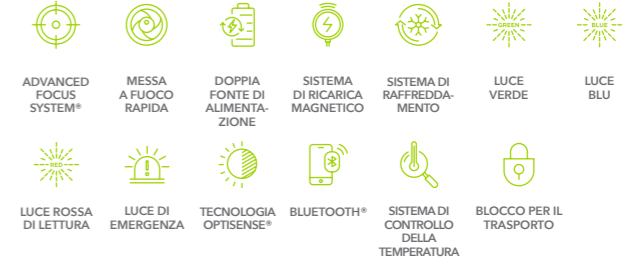 GREEN
BLUE
ADVANCED
FOCUS
SYSTEM®
MESSA
A FUOCO
RAPIDA
DOPPIA
FONTE DI
ALIMENTA-
ZIONE
SISTEMA
DI RICARICA
MAGNETICO
SISTEMA DI
RAFFREDDA-
MENTO
LUCE
VERDE
LUCE
BLU
RED
LUCE ROSSA
DI LETTURA
LUCE DI
EMERGENZA
TECNOLOGIA
OPTISENSE®
BLUETOOTH®
SISTEMA DI
CONTROLLO
DELLA
TEMPERATURA
BLOCCO PER IL
TRASPORTO